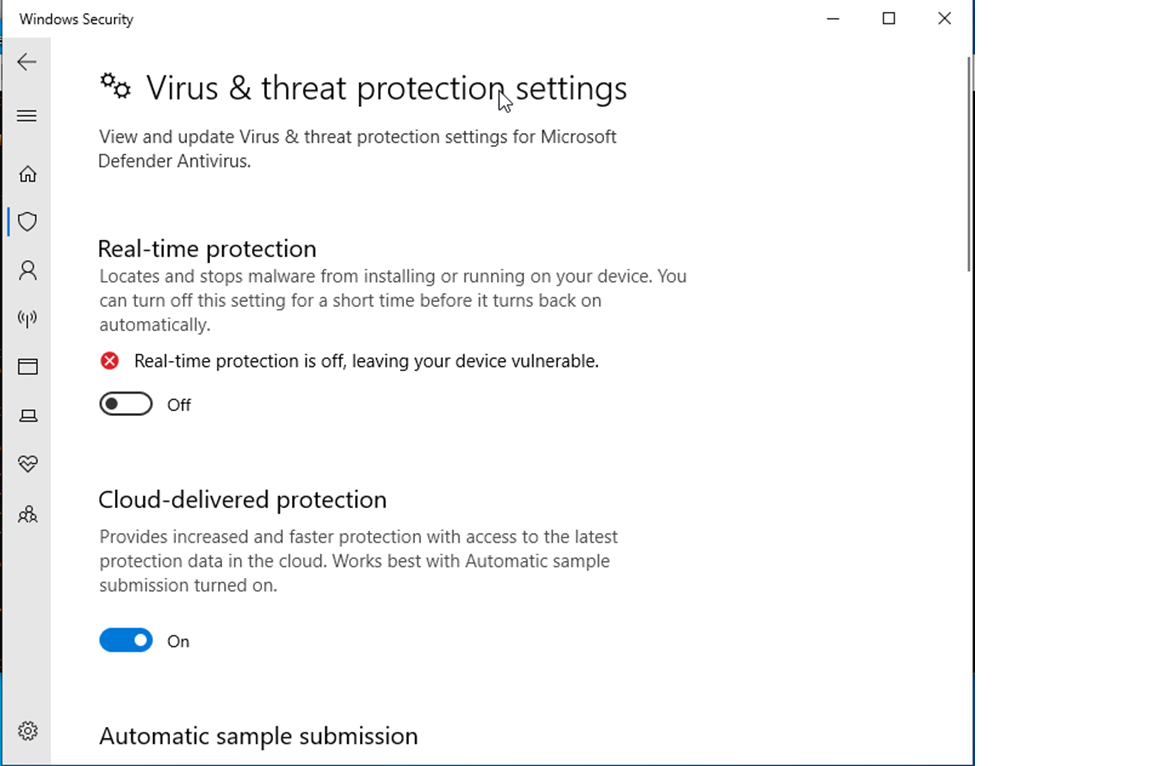 Windows Security
Virus & threat protection settings
View and update Virus & threat protection settings for Microsoft
Defender Antivirus.
Real-time protection
Locates and stops malware from installing or running on your device. You
can turn off this setting for a short time before it turns back on
automatically.
Real-time protection is off, leaving your device vulnerable.
Off
Cloud-delivered protection
Provides increased and faster protection with access to the latest
protection data in the cloud. Works best with Automatic sample
submission turned on.
On
Automatic sample submission